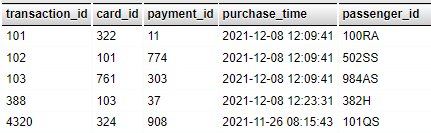 transaction_id card_id payment_id purchase_time passenger_id
101 322 11 2021-12-08 12:09:41 100RA
102 101 774 2021-12-08 12:09:41 502SS
103 761 303 2021-12-08 12:09:41 984AS
388 103 37 2021-12-08 12:23:31 382H
4320 324 908 2021-11-26 08:15:43 101QS